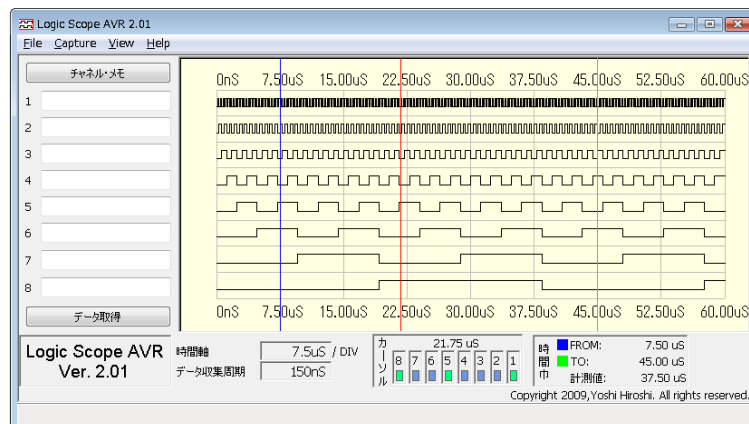 Logic Scope AVR 2.01
File Capture View Help
チャネル・メモ
0nS 7.50uS 15.00uS 22.50uS 30.00uS 37.50uS 45.00uS 52.50uS 60.00uS
1
2
3
4
5
6
7
8
データ取得
0nS 7.50uS 15.00uS 22.50uS 30.00uS 37.50uS 45.00uS 52.50uS 60.00uS
Logic Scope AVR
Ver. 2.01
時間軸 7.5uS / DIV
データ収集周期 150nS
カーソル
21.75 uS
8 7 6 5 4 3 2 1
時間巾
FROM: 7.50 uS
TO: 45.00 uS
計測値: 37.50 uS
Copyright 2009,Yoshi Hiroshi. All rights reserved.